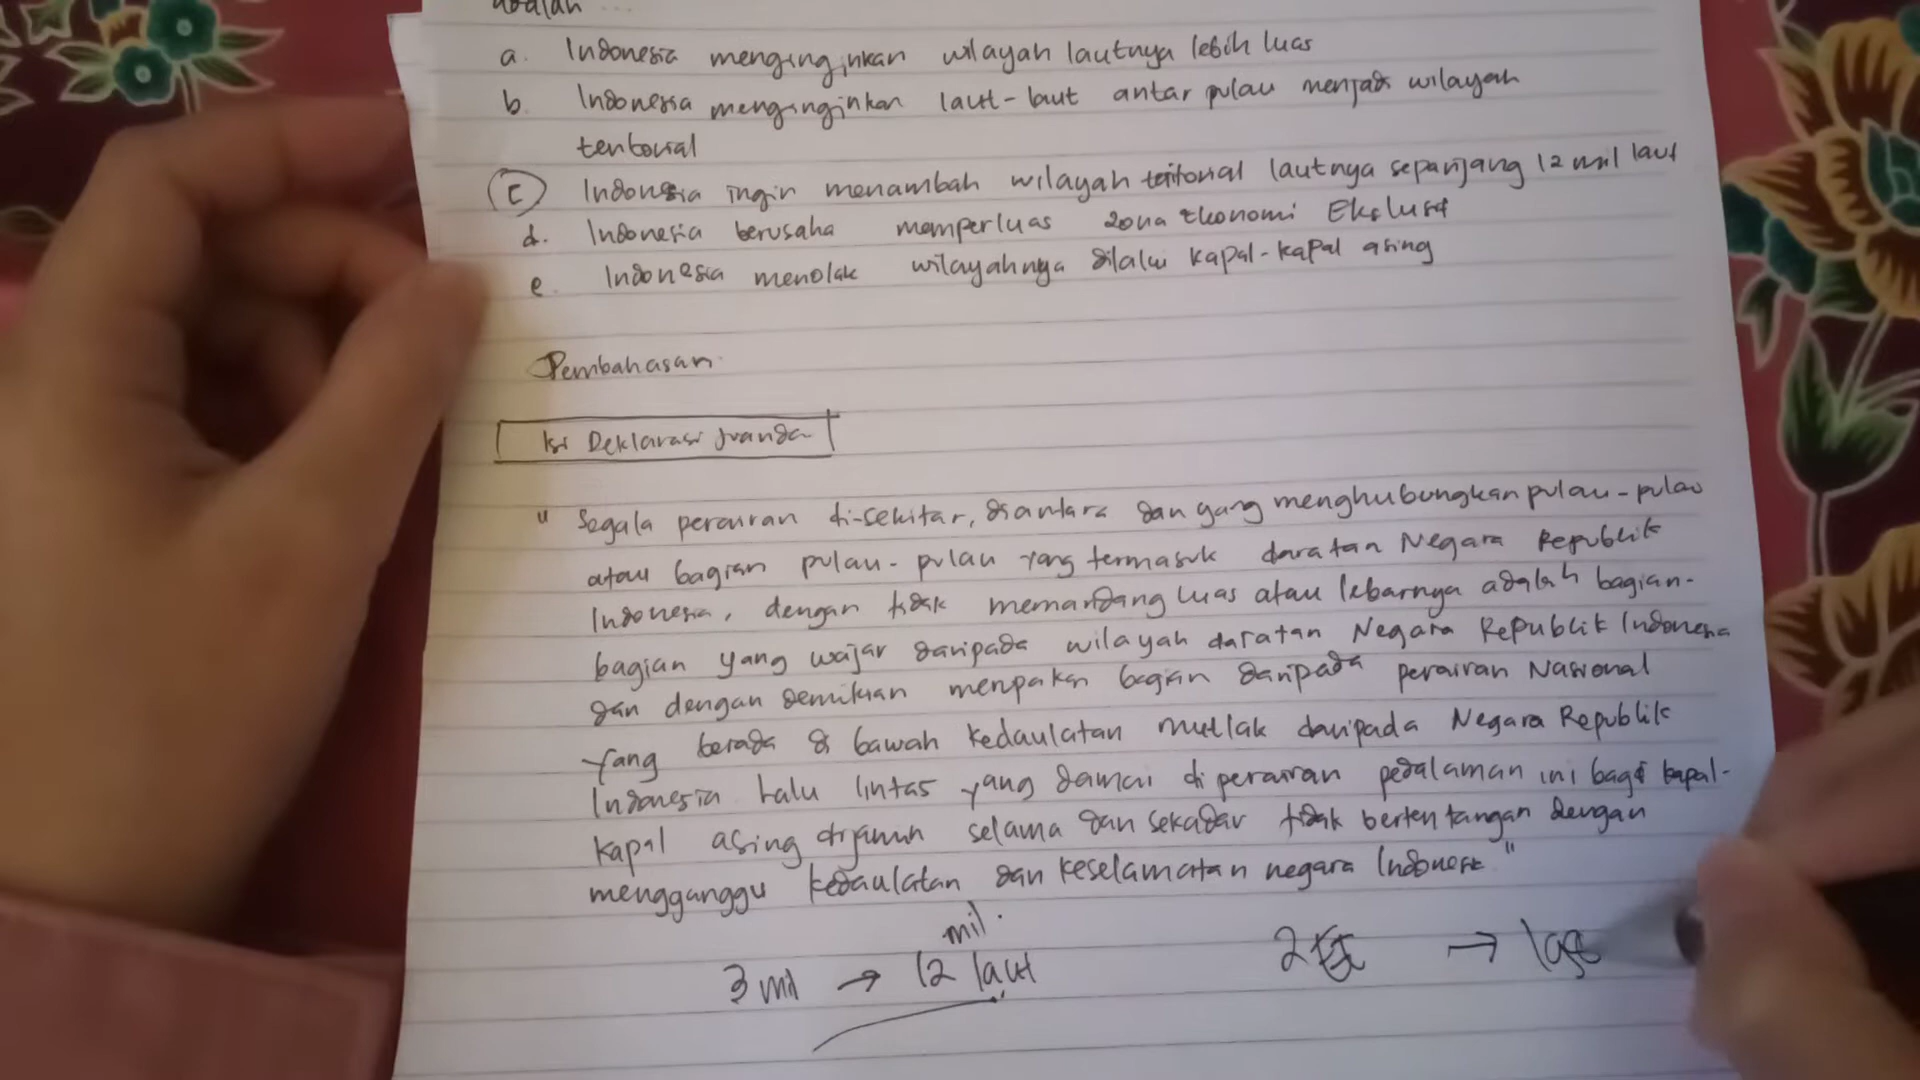 adalah ...
a. Indonesia menginginkan wilayah lautnya lebih luas
b. Indonesia menginginkan laut-laut antar pulau menjadi wilayah
teritorial
c. Indonesia ingin menambah wilayah teritorial lautnya sepanjang 12 mil laut
d. Indonesia berusaha memperluas zona Ekonomi Ekslusif
e. Indonesia menolak wilayahnya dilalui kapal-kapal asing
Pembahasan
Isi Deklarasi Juanda
" Segala perairan di-sekitar, diantara dan yang menghubungkan pulau-pulau
atau bagian pulau-pulau yang termasuk daratan Negara Republik
Indonesia, dengan tidak memandang luas atau lebarnya adalah bagian-
bagian yang wajar daripada wilayah daratan Negara Republik Indonesia
dan dengan demikian merupakan bagian daripada perairan Nasional
yang berada di bawah kedaulatan mutlak daripada Negara Republik
Indonesia lalu lintas yang damai di perairan pedalaman ini bagi kapal-
kapal asing dijamin selama dan sekadar tidak bertentangan dengan
mengganggu kedaulatan dan keselamatan negara Indonesia "
mil.
3 mil → 12 laut
→